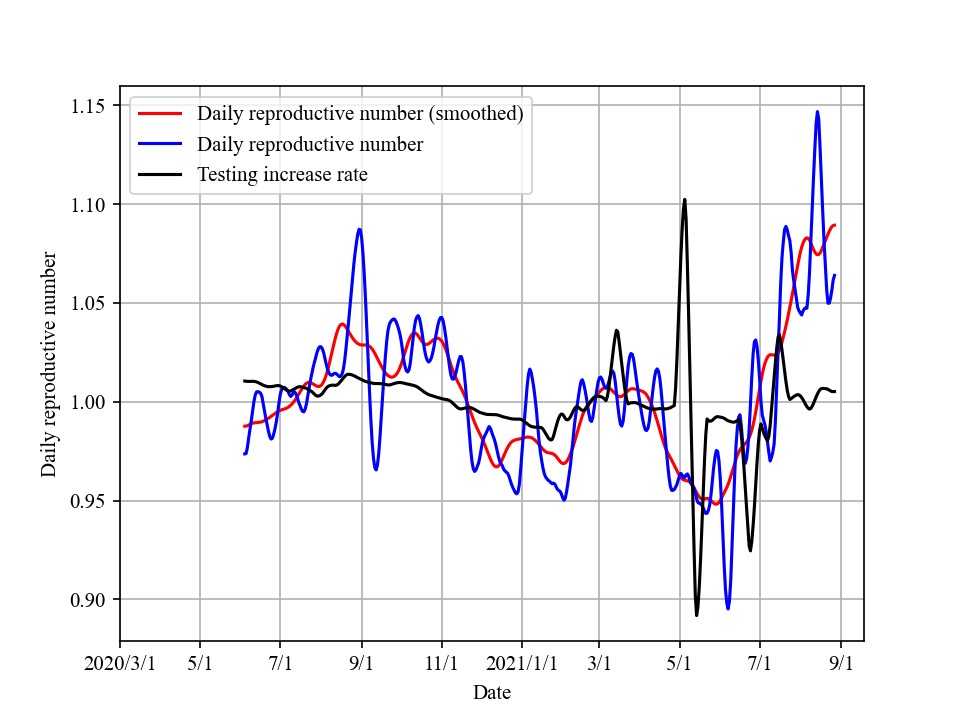 Daily reproductive number (smoothed)
Daily reproductive number
Testing increase rate
Daily reproductive number
1.15
1.10
1.05
1.00
0.95
0.90
2020/3/1 5/1 7/1 9/1 11/1 2021/1/1 3/1 5/1 7/1 9/1
Date